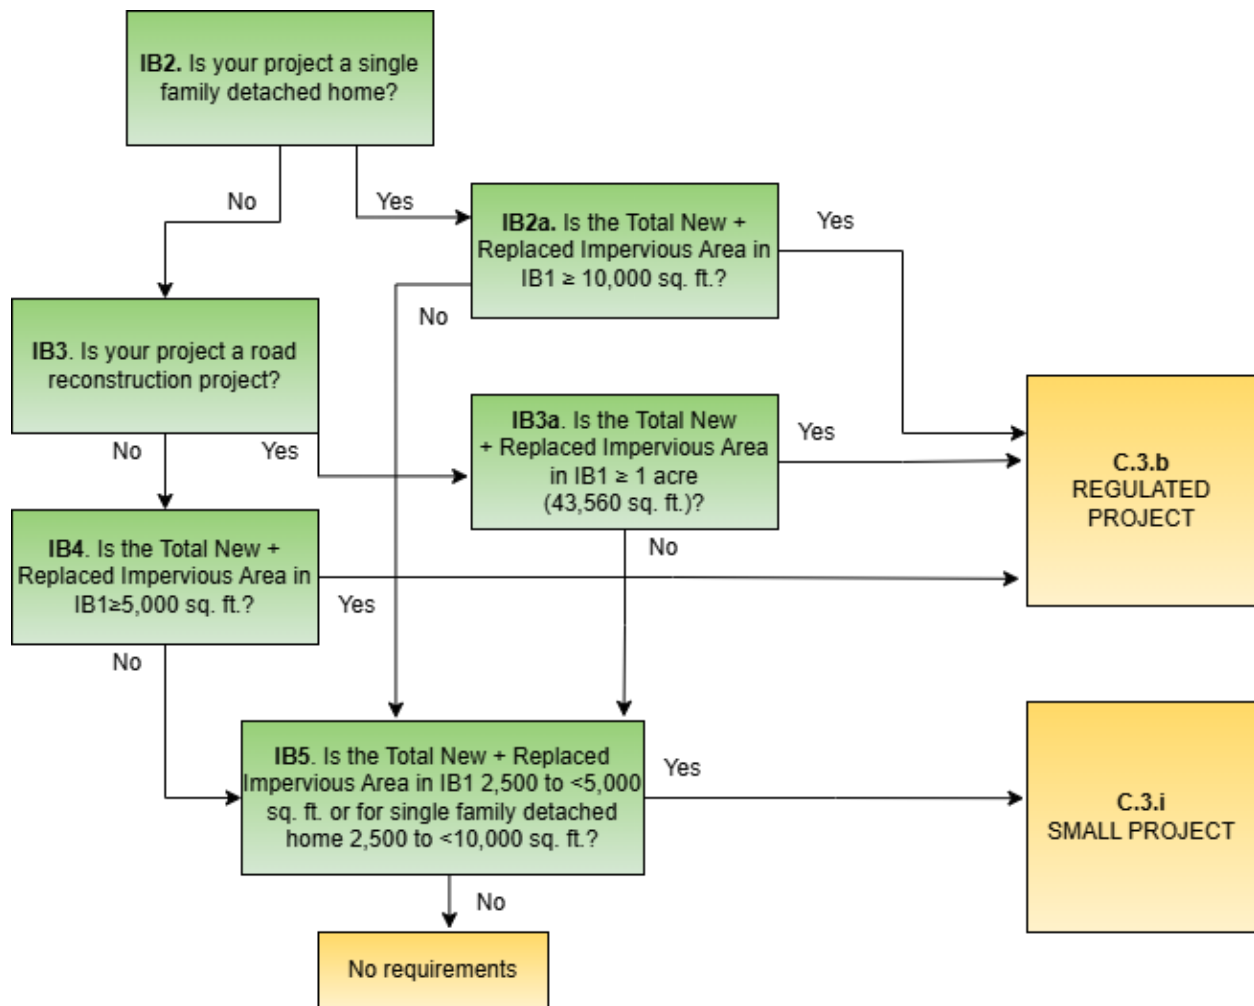 IB2. Is your project a single
family detached home?
No
Yes
IB2a. Is the Total New +
Replaced Impervious Area in
IB1 ≥ 10,000 sq. ft.?
Yes
No
IB3. Is your project a road
reconstruction project?
No
Yes
IB3a. Is the Total New
+ Replaced Impervious Area
in IB1 ≥ 1 acre
(43,560 sq. ft.)?
Yes
No
C.3.b
REGULATED
PROJECT
IB4. Is the Total New +
Replaced Impervious Area in
IB1≥5,000 sq. ft.?
Yes
No
IB5. Is the Total New + Replaced
Impervious Area in IB1 2,500 to <5,000
sq. ft. or for single family detached
home 2,500 to <10,000 sq. ft.?
Yes
No
C.3.i
SMALL PROJECT
No requirements